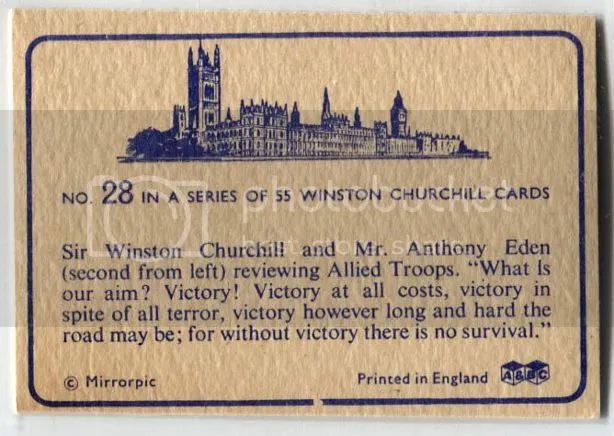 NO. 28 IN A SERIES OF 55 WINSTON CHURCHILL CARDS
Sir Winston Churchill and Mr. Anthony Eden
(second from left) reviewing Allied Troops. "What is
our aim? Victory! Victory at all costs, victory in
spite of all terror, victory however long and hard the
road may be; for without victory there is no survival."
© Mirrorpic
Printed in England
A&BC
photobucket